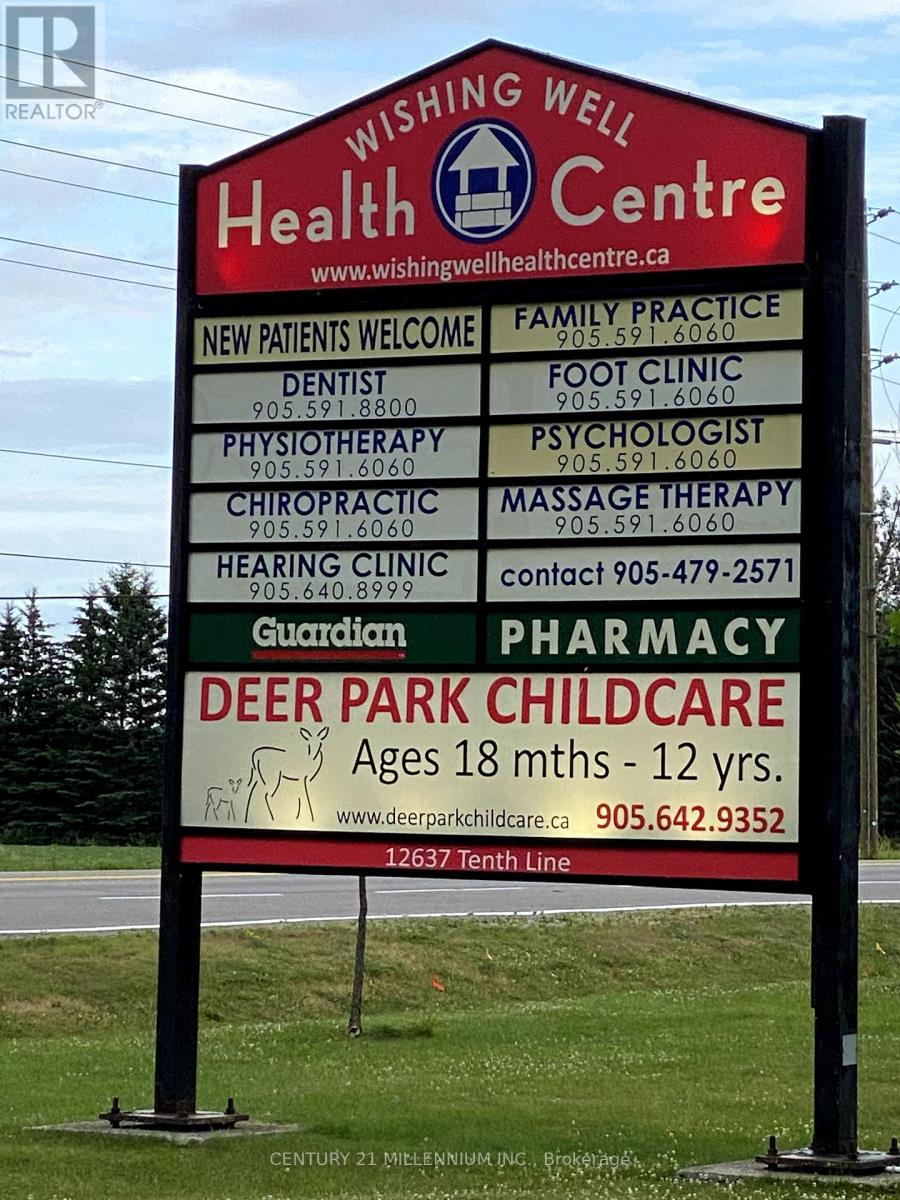 REALTOR®
WISHING WELL
Health Centre
www.wishingwellhealthcentre.ca
NEW PATIENTS WELCOME
FAMILY PRACTICE
905.591.6060
DENTIST
905.591.8800
FOOT CLINIC
905.591.6060
PHYSIOTHERAPY
905.591.6060
PSYCHOLOGIST
905.591.6060
CHIROPRACTIC
905.591.6060
MASSAGE THERAPY
905.591.6060
HEARING CLINIC
905.640.8999
contact 905-479-2571
Guardian
PHARMACY
DEER PARK CHILDCARE
Ages 18 mths - 12 yrs.
www.deerparkchildcare.ca 905.642.9352
12637 Tenth Line
CENTURY 21 MILLENNIUM INC., Brokerage